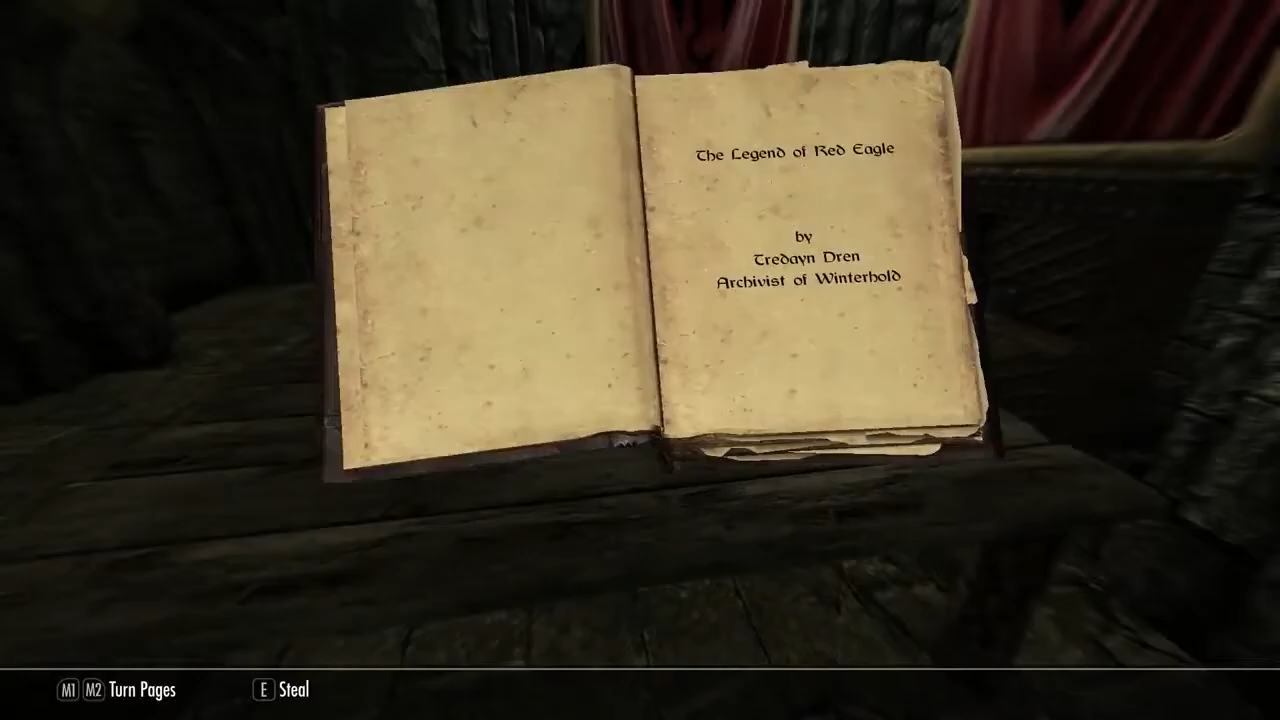 The Legend of Red Eagle
by
Tredayn Dren
Archivist of Winterhold
M1 M2 Turn Pages
E Steal